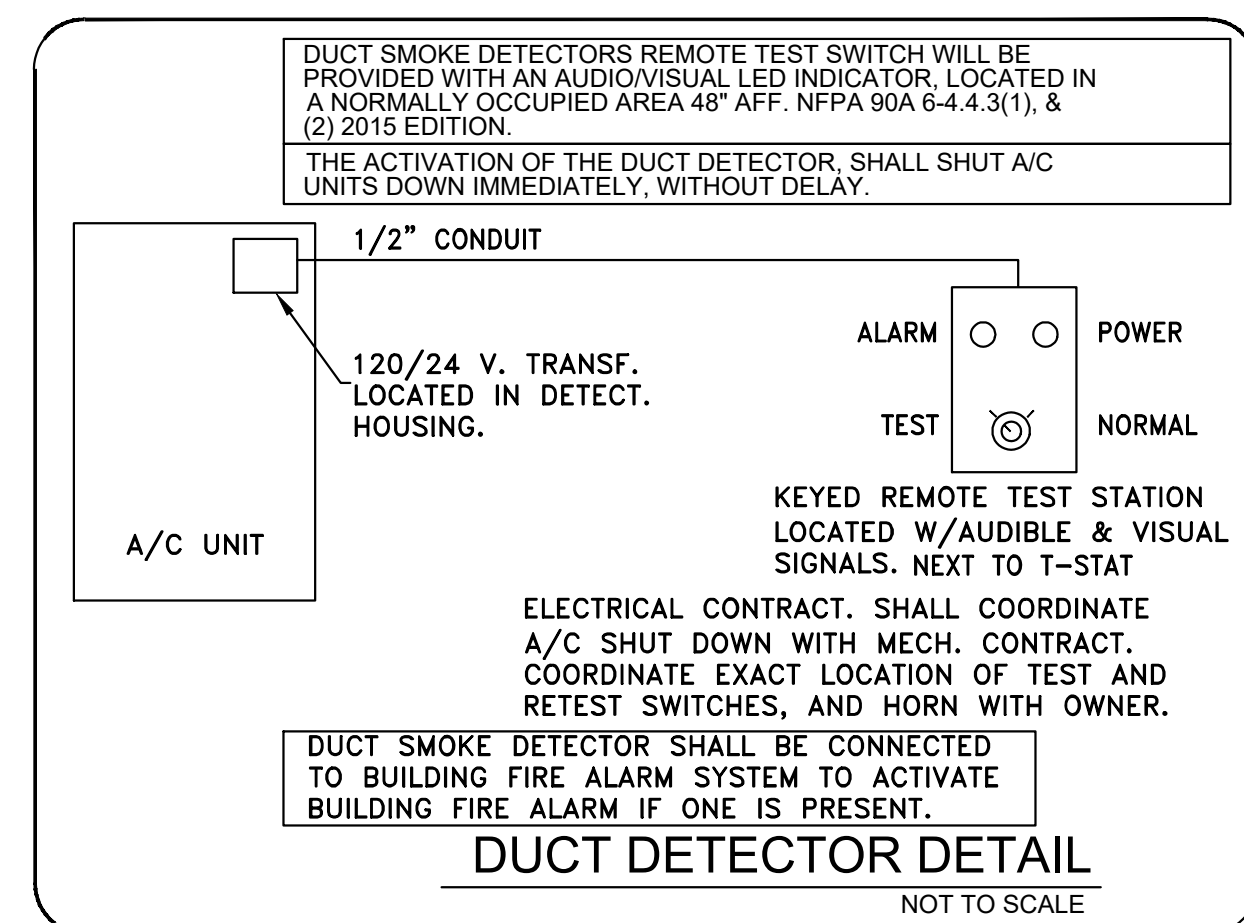 DUCT SMOKE DETECTORS REMOTE TEST SWITCH WILL BE
PROVIDED WITH AN AUDIO/VISUAL LED INDICATOR, LOCATED IN
A NORMALLY OCCUPIED AREA 48" AFF. NFPA 90A 6-4.4.3(1), &
(2) 2015 EDITION.
THE ACTIVATION OF THE DUCT DETECTOR, SHALL SHUT A/C
UNITS DOWN IMMEDIATELY, WITHOUT DELAY.
1/2" CONDUIT
ALARM
POWER
120/24 V. TRANSF.
LOCATED IN DETECT.
HOUSING.
TEST
NORMAL
A/C UNIT
KEYED REMOTE TEST STATION
LOCATED W/AUDIBLE & VISUAL
SIGNALS. NEXT TO T-STAT
ELECTRICAL CONTRACT. SHALL COORDINATE
A/C SHUT DOWN WITH MECH. CONTRACT.
COORDINATE EXACT LOCATION OF TEST AND
RETEST SWITCHES, AND HORN WITH OWNER.
DUCT SMOKE DETECTOR SHALL BE CONNECTED
TO BUILDING FIRE ALARM SYSTEM TO ACTIVATE
BUILDING FIRE ALARM IF ONE IS PRESENT.
DUCT DETECTOR DETAIL
NOT TO SCALE